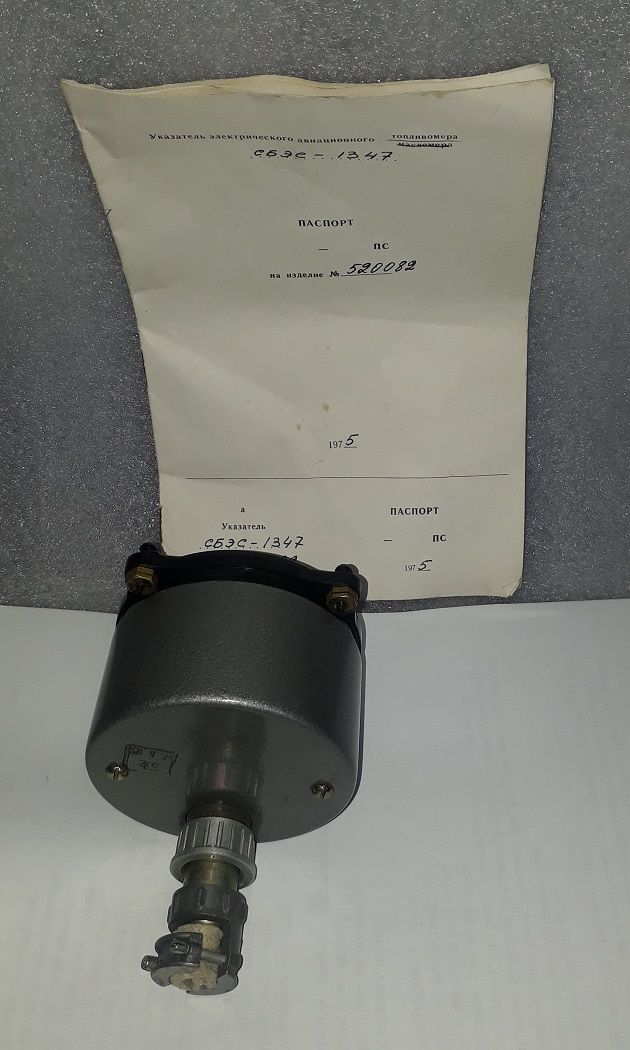 Указатель электрического авиационного топливомера
масломера
СБЭС-1347
ПАСПОРТ
— ПС
на изделие № 520082
1975
а
Указатель
СБЭС-1347
ПАСПОРТ
— ПС
1975